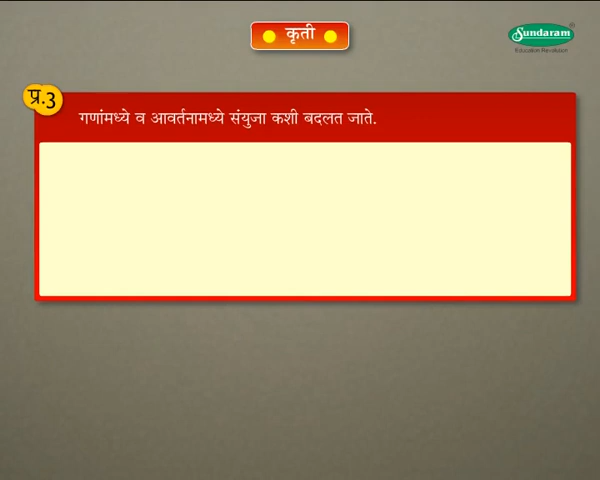 कृती
Sundaram
Education Revolution
प्र.3
गणांमध्ये व आवर्तनामध्ये संयुजा कशी बदलत जाते.